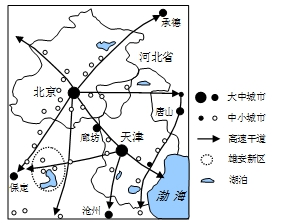 承德
河北省
北京
唐山
廊坊
天津
保定
沧州
渤海
大中城市
中小城市
高速干道
雄安新区
湖泊